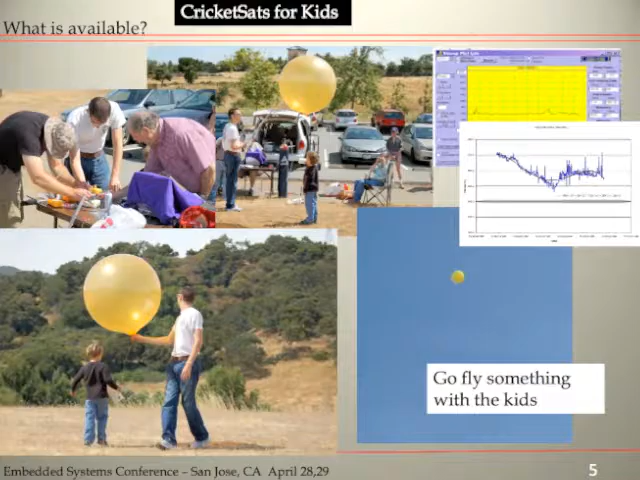 CricketSats for Kids
What is available?
Go fly something
with the kids
Embedded Systems Conference – San Jose, CA April 28,29
5